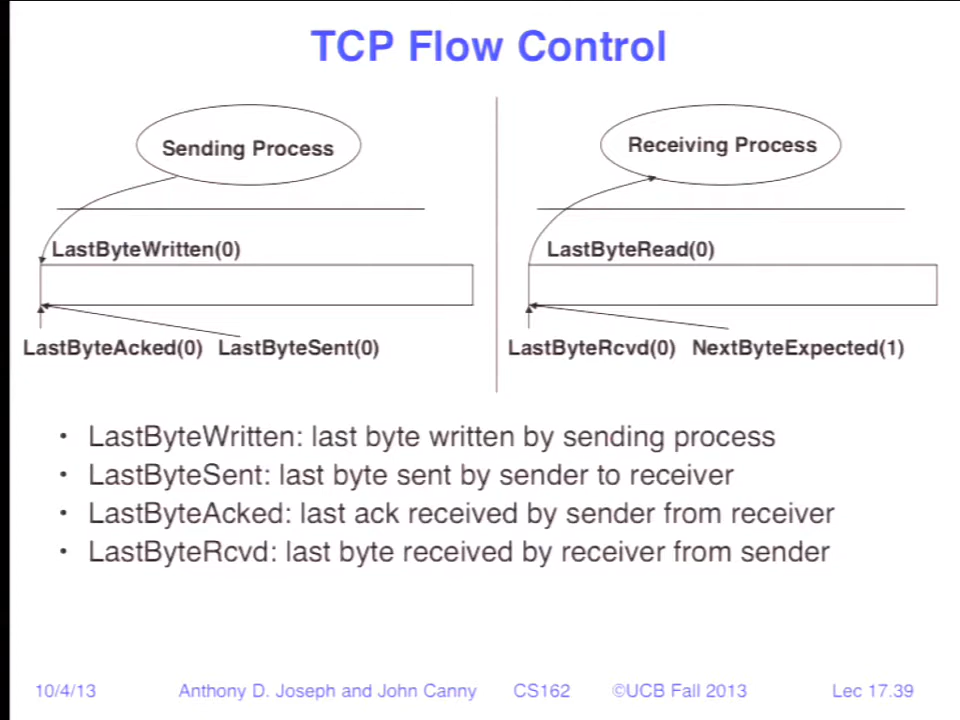 TCP Flow Control
Sending Process
Receiving Process
LastByteWritten(0)
LastByteRead(0)
LastByteAcked(0) LastByteSent(0)
LastByteRcvd(0) NextByteExpected(1)
• LastByteWritten: last byte written by sending process
• LastByteSent: last byte sent by sender to receiver
• LastByteAcked: last ack received by sender from receiver
• LastByteRcvd: last byte received by receiver from sender
10/4/13 Anthony D. Joseph and John Canny CS162 ©UCB Fall 2013 Lec 17.39